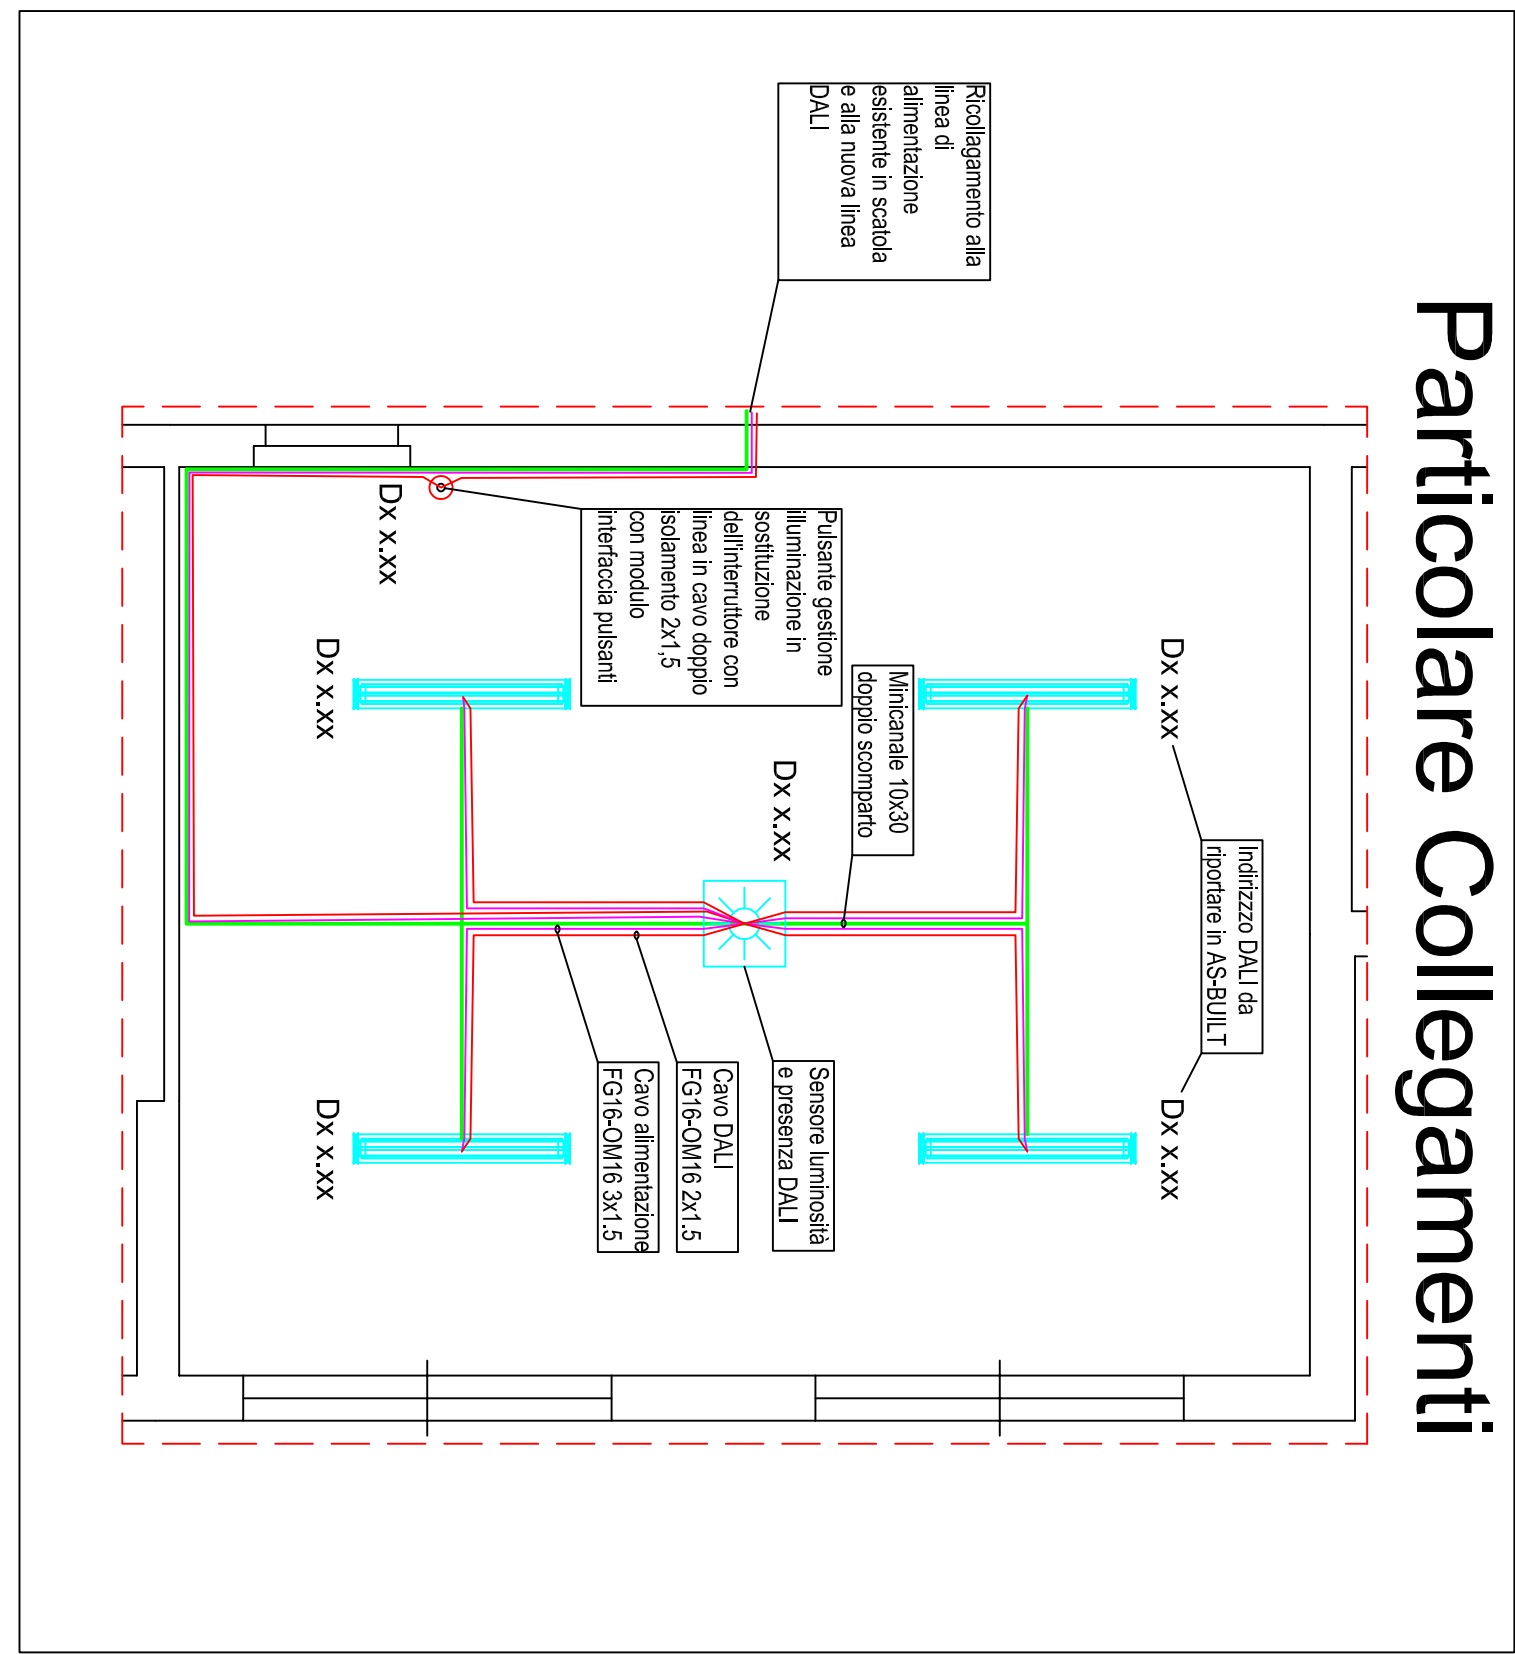 Particolare Collegamenti
Ricollagamento alla
linea di
alimentazione
esistente in scatola
e alla nuova linea
DALI
Indirizzo DALI da
riportare in AS-BUILT
Dx x.xx
Dx x.xx
Minicanale 10x30
doppio scomparto
Pulsante gestione
illuminazione in
sostituzione
dell'interruttore con
linea in cavo doppio
isolamento 2x1,5
con modulo
interfaccia pulsanti
Dx x.xx
Sensore luminosità
e presenza DALI
Cavo DALI
FG16-OM16 2x1.5
Cavo alimentazione
FG16-OM16 3x1.5
Dx x.xx
Dx x.xx
Dx x.xx